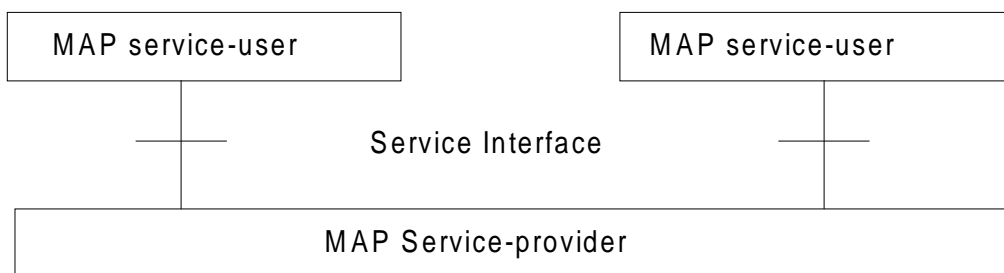 MAP service-user
MAP service-user
Service Interface
MAP Service-provider